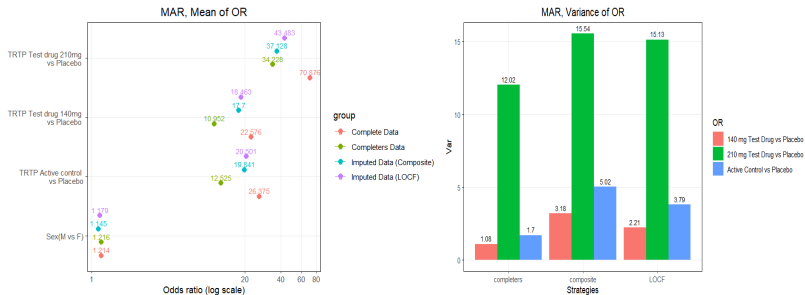 MAR, Mean of OR
TRTP Test drug 210mg
vs Placebo
TRTP Test drug 140mg
vs Placebo
TRTP Active control
vs Placebo
Sex(M vs F)
43.483
37.128
34.228
70.876
18.463
17.7
10.952
22.576
20.501
19.841
12.525
26.375
1.179
1.145
1.216
1.214
1
20
40
60
80
Odds ratio (log scale)
group
Complete Data
Completers Data
Imputed Data (Composite)
Imputed Data (LOCF)
MAR, Variance of OR
Var
15
10
5
0
1.08
12.02
1.7
3.18
15.54
5.02
2.21
15.13
3.79
completers
composite
LOCF
Strategies
OR
140 mg Test Drug vs Placebo
210 mg Test Drug vs Placebo
Active Control vs Placebo